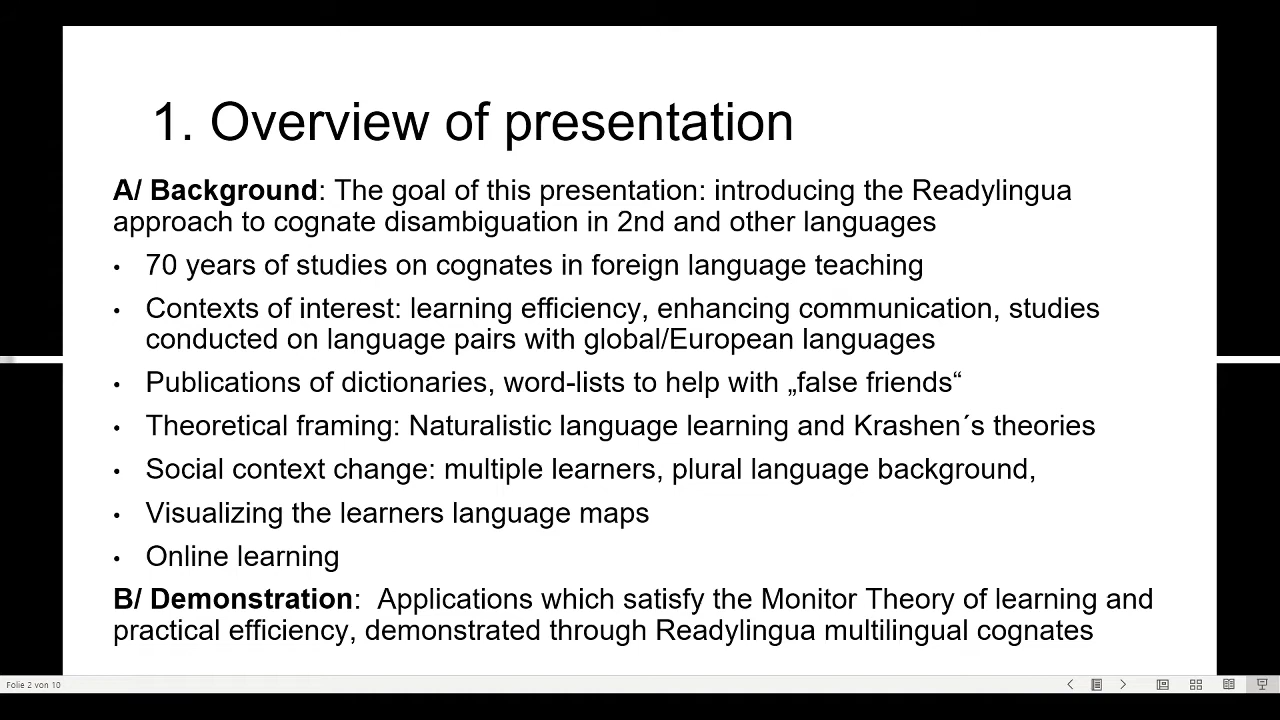 1. Overview of presentation
A/ Background: The goal of this presentation: introducing the Readylingua
approach to cognate disambiguation in 2nd and other languages
• 70 years of studies on cognates in foreign language teaching
• Contexts of interest: learning efficiency, enhancing communication, studies
conducted on language pairs with global/European languages
• Publications of dictionaries, word-lists to help with „false friends“
• Theoretical framing: Naturalistic language learning and Krashen´s theories
• Social context change: multiple learners, plural language background,
• Visualizing the learners language maps
• Online learning
B/ Demonstration:  Applications which satisfy the Monitor Theory of learning and
practical efficiency, demonstrated through Readylingua multilingual cognates
Folie 2 von 10